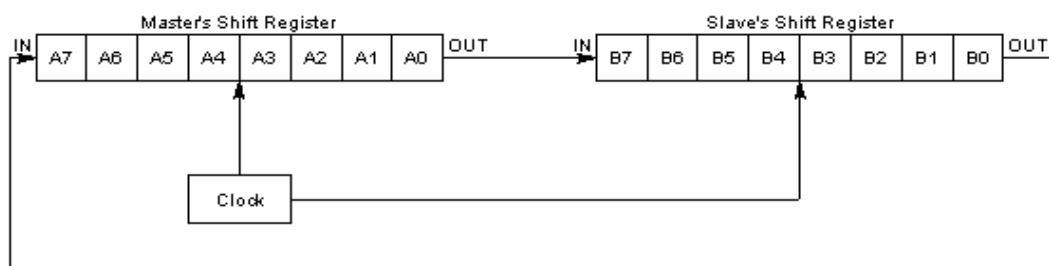 Master's Shift Register
Slave's Shift Register
IN
A7 A6 A5 A4 A3 A2 A1 A0
OUT
IN
B7 B6 B5 B4 B3 B2 B1 B0
OUT
Clock